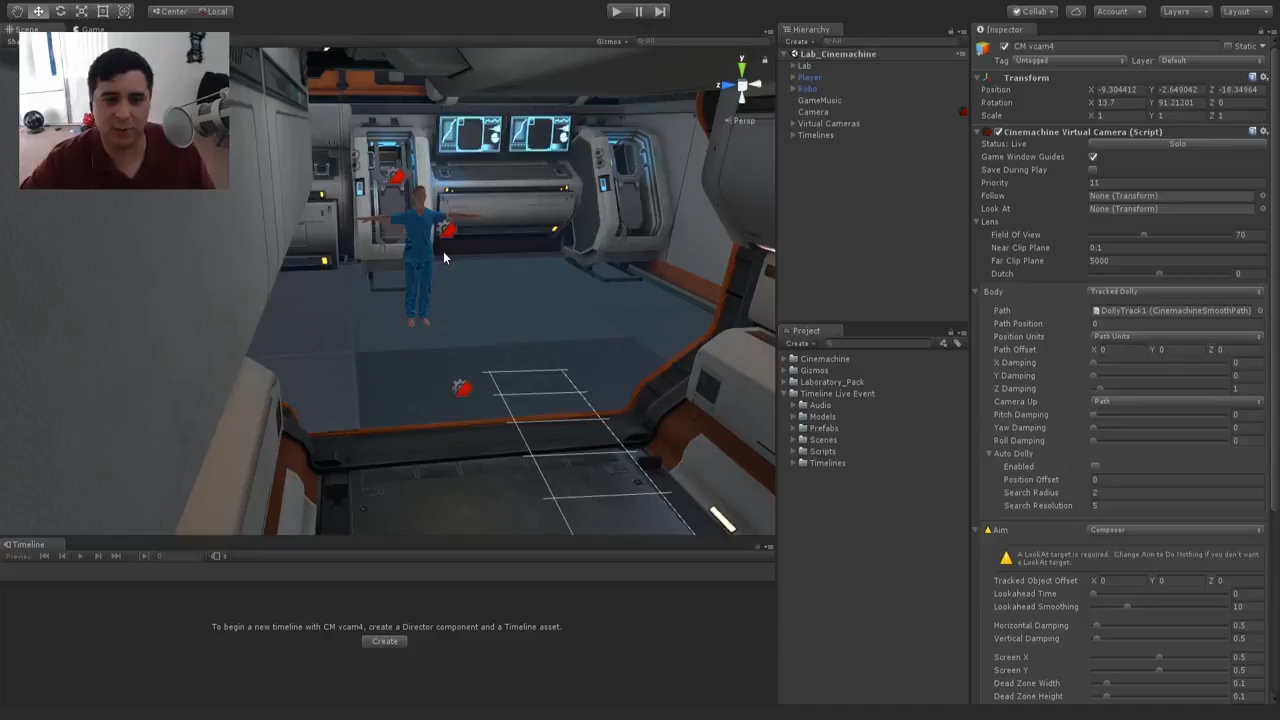 Center Local
Collab Account Layers Layout
Scene Game
Gizmos All
y
z
Persp
Hierarchy
Create All
Lab_Cinemachine
Lab
Player
Robo
GameMusic
Camera
Virtual Cameras
Timelines
Project
Create
Cinemachine
Gizmos
Laboratory_Pack
Timeline Live Event
Audio
Models
Prefabs
Scenes
Scripts
Timelines
Inspector
CM vcam4 Static
Tag Untagged Layer Default
Transform
Position X -9.304412 Y -2.649042 Z -18.34964
Rotation X 13.7 Y 91.21201 Z 0
Scale X 1 Y 1 Z 1
Cinemachine Virtual Camera (Script)
Status: Live Solo
Game Window Guides
Save During Play
Priority 11
Follow None (Transform)
Look At None (Transform)
Lens
Field Of View 70
Near Clip Plane 0.1
Far Clip Plane 5000
Dutch 0
Body Tracked Dolly
Path DollyTrack1 (CinemachineSmoothPath)
Path Position 0
Position Units Path Units
Path Offset X 0 Y 0 Z 0
X Damping 0
Y Damping 0
Z Damping 1
Camera Up Path
Pitch Damping 0
Yaw Damping 0
Roll Damping 0
Auto Dolly
Enabled
Position Offset 0
Search Radius 2
Search Resolution 5
Aim Composer
A LookAt target is required. Change Aim to Do Nothing if you don't want
a LookAt target.
Tracked Object Offset X 0 Y 0 Z 0
Lookahead Time 0
Lookahead Smoothing 10
Horizontal Damping 0.5
Vertical Damping 0.5
Screen X 0.5
Screen Y 0.5
Dead Zone Width 0.1
Dead Zone Height 0.1
Timeline
Preview 0
To begin a new timeline with CM vcam4, create a Director component and a Timeline asset.
Create